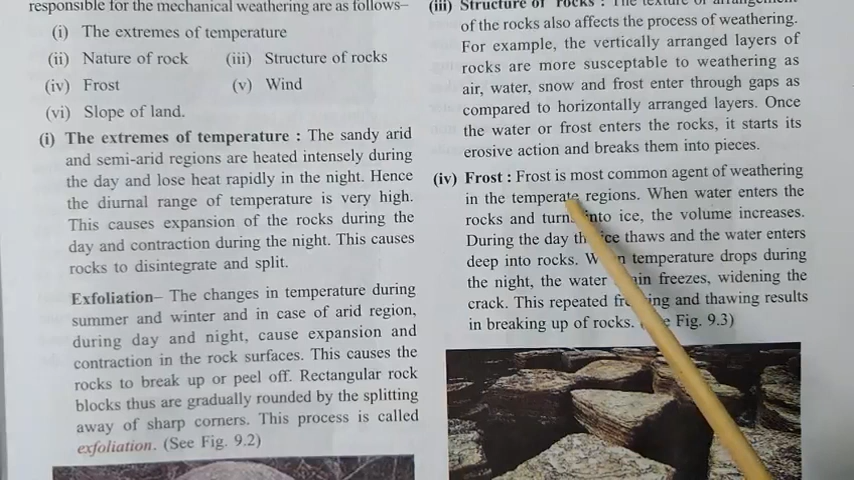 responsible for the mechanical weathering are as follows–
(i) The extremes of temperature
(ii) Nature of rock (iii) Structure of rocks
(iv) Frost (v) Wind
(vi) Slope of land.
(i) The extremes of temperature : The sandy arid
and semi-arid regions are heated intensely during
the day and lose heat rapidly in the night. Hence
the diurnal range of temperature is very high.
This causes expansion of the rocks during the
day and contraction during the night. This causes
rocks to disintegrate and split.
Exfoliation– The changes in temperature during
summer and winter and in case of arid region,
during day and night, cause expansion and
contraction in the rock surfaces. This causes the
rocks to break up or peel off. Rectangular rock
blocks thus are gradually rounded by the splitting
away of sharp corners. This process is called
exfoliation. (See Fig. 9.2)
(iii) Structure of rocks : The texture or arrangement
of the rocks also affects the process of weathering.
For example, the vertically arranged layers of
rocks are more susceptable to weathering as
air, water, snow and frost enter through gaps as
compared to horizontally arranged layers. Once
the water or frost enters the rocks, it starts its
erosive action and breaks them into pieces.
(iv) Frost : Frost is most common agent of weathering
in the temperate regions. When water enters the
rocks and turns into ice, the volume increases.
During the day the ice thaws and the water enters
deep into rocks. When temperature drops during
the night, the water freezes, widening the
crack. This repeated freezing and thawing results
in breaking up of rocks. Fig. 9.3)